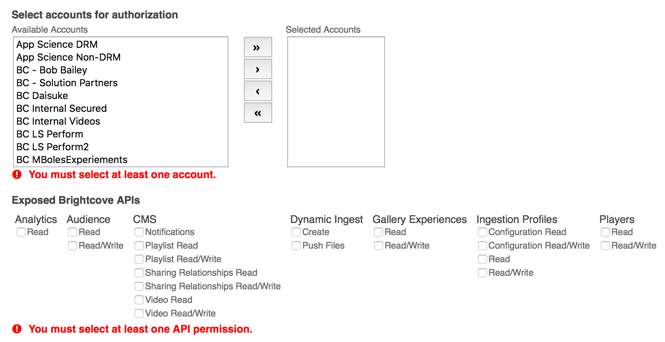 Select accounts for authorization
Available Accounts
Selected Accounts
App Science DRM
App Science Non-DRM
BC - Bob Bailey
BC - Solution Partners
BC Daisuke
BC Internal Secured
BC Internal Videos
BC LS Perform
BC LS Perform2
BC MBolesExperiements
»
›
‹
«
You must select at least one account.
Exposed Brightcove APIs
Analytics
Read
Audience
Read
Read/Write
CMS
Notifications
Playlist Read
Playlist Read/Write
Sharing Relationships Read
Sharing Relationships Read/Write
Video Read
Video Read/Write
Dynamic Ingest
Create
Push Files
Gallery Experiences
Read
Read/Write
Ingestion Profiles
Configuration Read
Configuration Read/Write
Read
Read/Write
Players
Read
Read/Write
You must select at least one API permission.